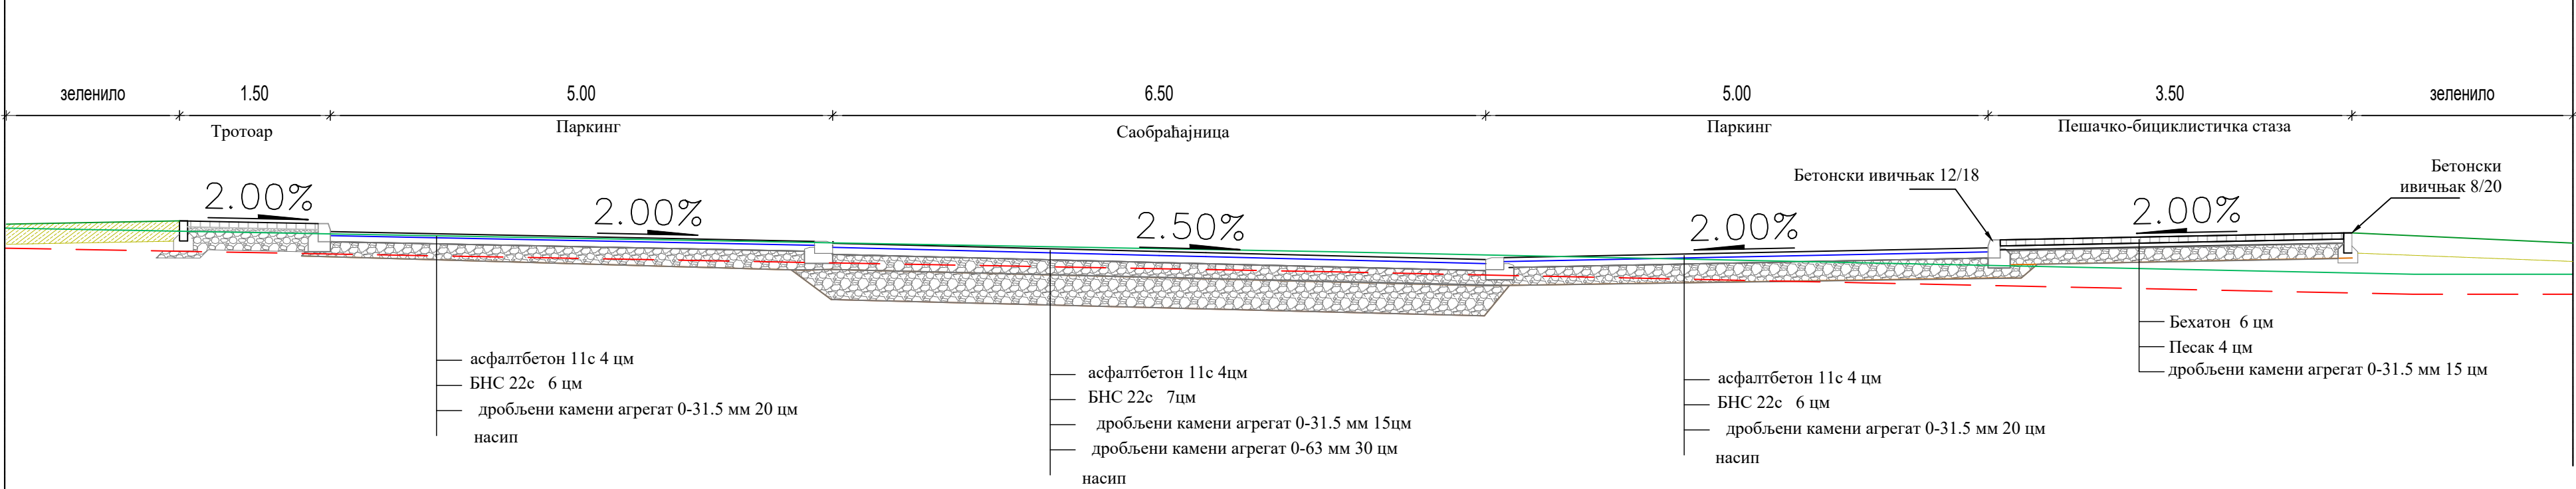 зеленило
1.50
5.00
6.50
5.00
3.50
зеленило
Тротоар
Паркинг
Саобраћајница
Паркинг
Пешачко-бициклистичка стаза
Бетонски ивичњак 12/18
Бетонски
ивичњак 8/20
2.00%
2.00%
2.50%
2.00%
2.00%
асфалтбетон 11с 4 цм
БНС 22с 6 цм
дробљени камени агрегат 0-31.5 мм 20 цм
насип
асфалтбетон 11с 4цм
БНС 22с 7цм
дробљени камени агрегат 0-31.5 мм 15цм
дробљени камени агрегат 0-63 мм 30 цм
насип
асфалтбетон 11с 4 цм
БНС 22с 6 цм
дробљени камени агрегат 0-31.5 мм 20 цм
насип
Бехатон 6 цм
Песак 4 цм
дробљени камени агрегат 0-31.5 мм 15 цм